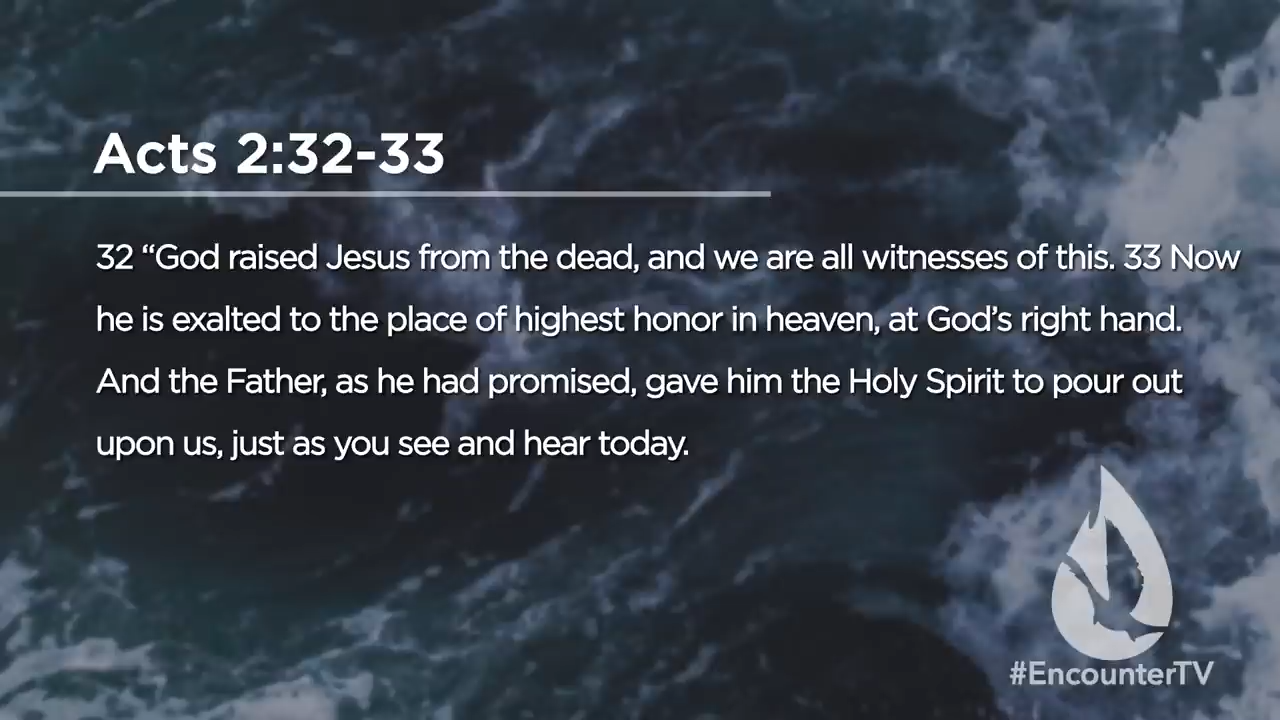 Acts 2:32-33
32 “God raised Jesus from the dead, and we are all witnesses of this. 33 Now
he is exalted to the place of highest honor in heaven, at God’s right hand.
And the Father, as he had promised, gave him the Holy Spirit to pour out
upon us, just as you see and hear today.
#EncounterTV